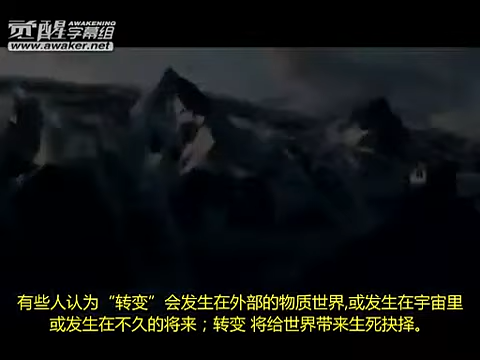 觉醒字幕组
AWAKENING
www.awaker.net
有些人认为“转变”会发生在外部的物质世界,或发生在宇宙里
或发生在不久的将来；转变 将给世界带来生死抉择。